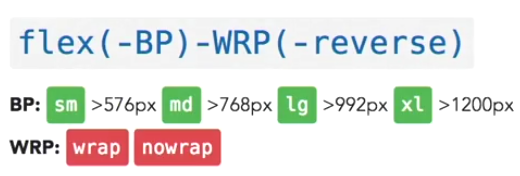 flex(-BP)-WRP(-reverse)
BP: sm >576px md >768px lg >992px xl >1200px
WRP: wrap nowrap